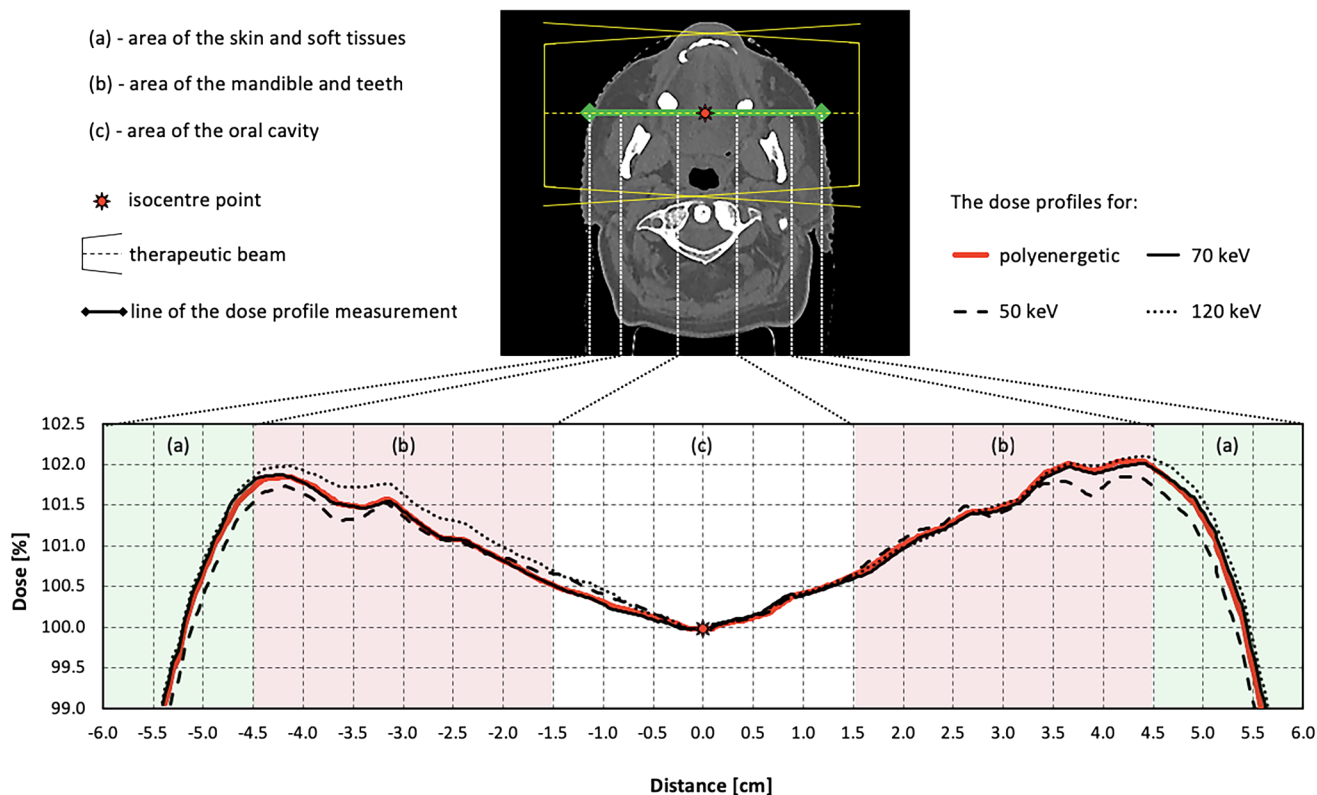 (a) - area of the skin and soft tissues
(b) - area of the mandible and teeth
(c) - area of the oral cavity
isocentre point
therapeutic beam
line of the dose profile measurement
The dose profiles for:
polyenergetic
70 keV
50 keV
120 keV
Dose [%]
102.5
102.0
101.5
101.0
100.5
100.0
99.5
99.0
(a)
(b)
(c)
(b)
(a)
-6.0 -5.5 -5.0 -4.5 -4.0 -3.5 -3.0 -2.5 -2.0 -1.5 -1.0 -0.5 0.0 0.5 1.0 1.5 2.0 2.5 3.0 3.5 4.0 4.5 5.0 5.5 6.0
Distance [cm]